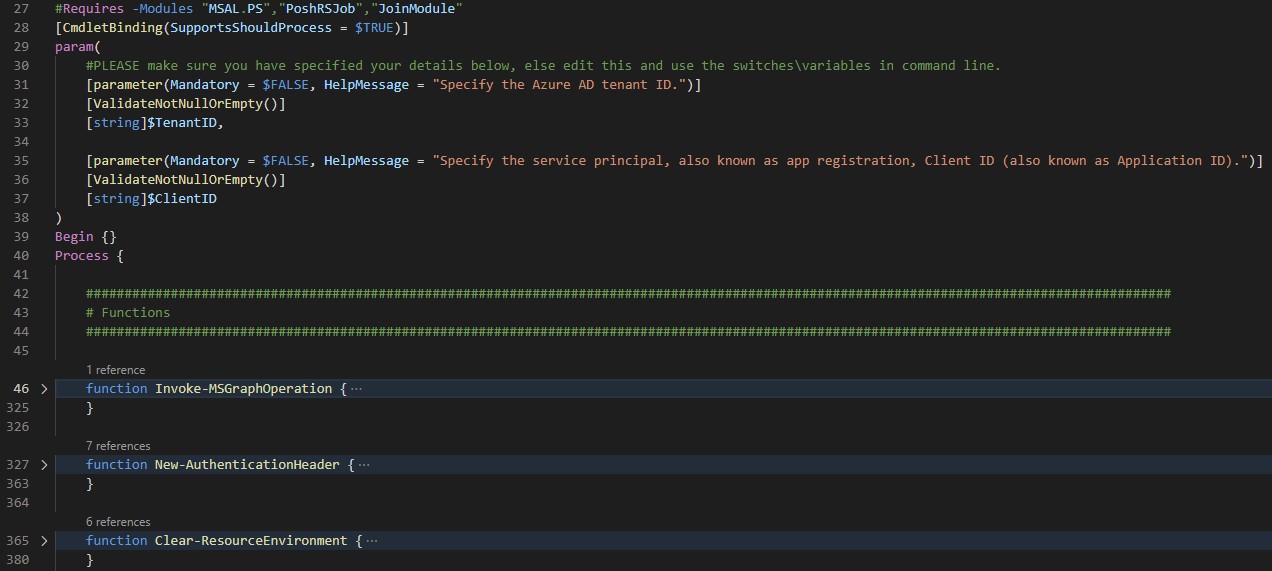 27 #Requires -Modules "MSAL.PS","PoshRSJob","JoinModule"
28 [CmdletBinding(SupportsShouldProcess = $TRUE)]
29 param(
30 #PLEASE make sure you have specified your details below, else edit this and use the switches\variables in command line.
31 [parameter(Mandatory = $FALSE, HelpMessage = "Specify the Azure AD tenant ID.")]
32 [ValidateNotNullOrEmpty()]
33 [string]$TenantID,
34
35 [parameter(Mandatory = $FALSE, HelpMessage = "Specify the service principal, also known as app registration, Client ID (also known as Application ID).")]
36 [ValidateNotNullOrEmpty()]
37 [string]$ClientID
38 )
39 Begin {}
40 Process {
41
42 #############################################################################################################################################
43 # Functions
44 #############################################################################################################################################
45
1 reference
46 > function Invoke-MSGraphOperation { ···
325 }
326
7 references
327 > function New-AuthenticationHeader { ···
363 }
364
6 references
365 > function Clear-ResourceEnvironment { ···
380 }